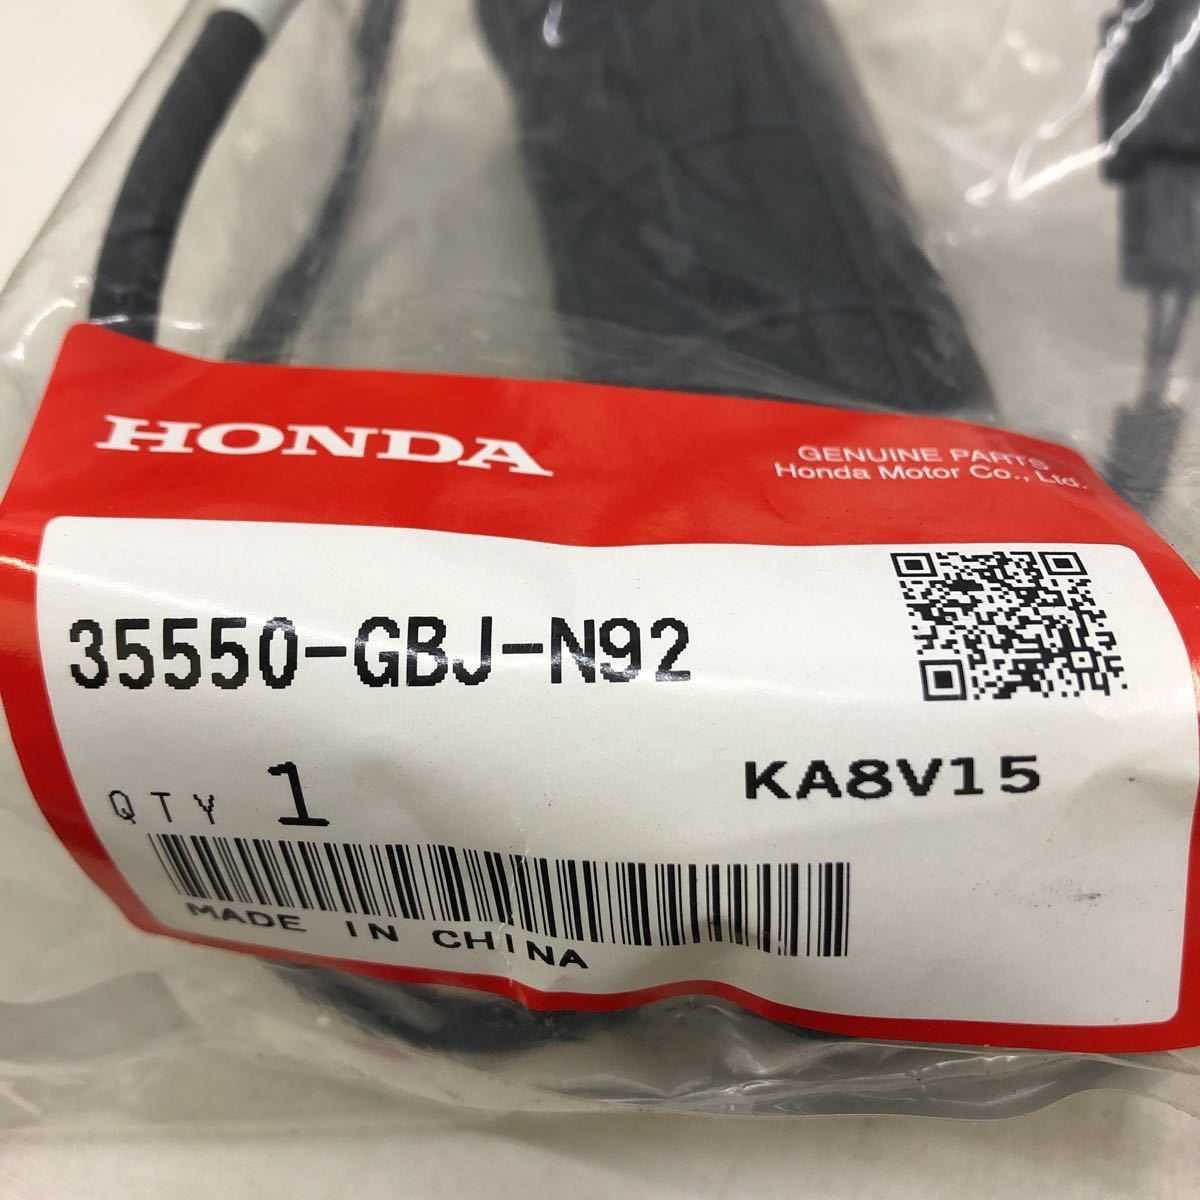 HONDA
GENUINE PARTS
Honda Motor Co., Ltd.
35550-GBJ-N92
QTY 1
KA8V15
MADE IN CHINA